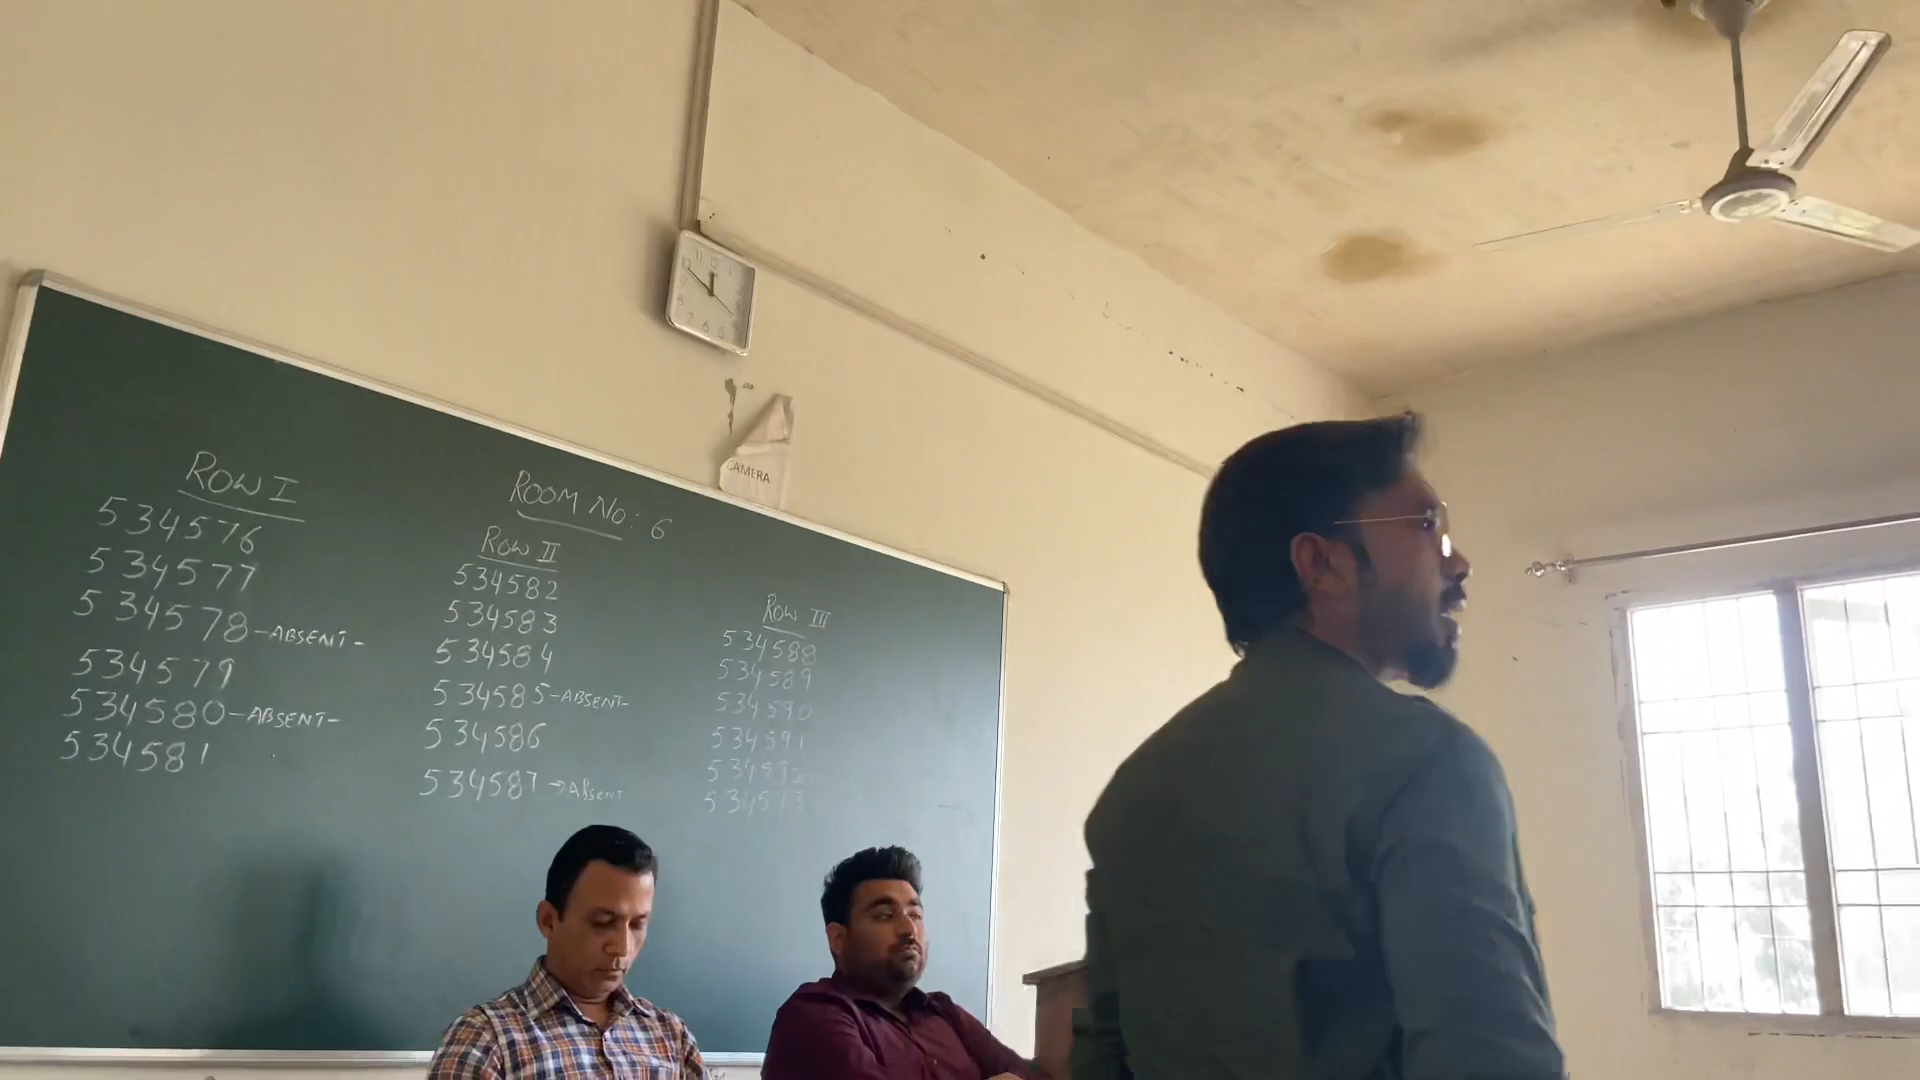 CAMERA
ROOM No: 6
ROW I
534576
534577
534578-ABSENT-
534579
534580-ABSENT-
534581
ROW II
534582
534583
534584
534585-ABSENT-
534586
534587→Absent
ROW III
534588
534589
534590
534591